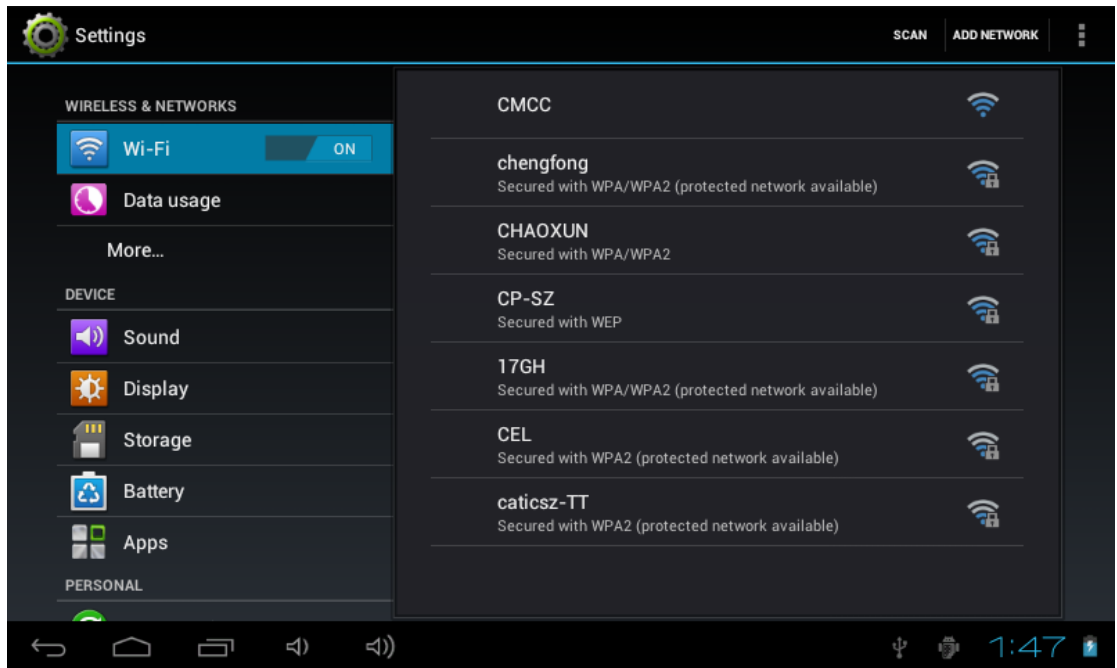 Settings
SCAN
ADD NETWORK
WIRELESS & NETWORKS
Wi-Fi
ON
Data usage
More...
DEVICE
Sound
Display
Storage
Battery
Apps
PERSONAL
CMCC
chengfong
Secured with WPA/WPA2 (protected network available)
CHAOXUN
Secured with WPA/WPA2
CP-SZ
Secured with WEP
17GH
Secured with WPA/WPA2 (protected network available)
CEL
Secured with WPA2 (protected network available)
caticsz-TT
Secured with WPA2 (protected network available)
1:47